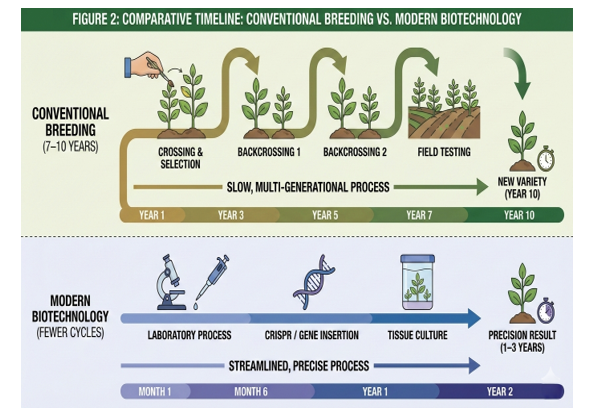 FIGURE 2: COMPARATIVE TIMELINE: CONVENTIONAL BREEDING VS. MODERN BIOTECHNOLOGY
CONVENTIONAL
BREEDING
(7–10 YEARS)
CROSSING &
SELECTION
BACKCROSSING 1
BACKCROSSING 2
FIELD TESTING
NEW VARIETY
(YEAR 10)
SLOW, MULTI-GENERATIONAL PROCESS
YEAR 1
YEAR 3
YEAR 5
YEAR 7
YEAR 10
MODERN
BIOTECHNOLOGY
(FEWER CYCLES)
LABORATORY PROCESS
CRISPR / GENE INSERTION
TISSUE CULTURE
PRECISION RESULT
(1–3 YEARS)
STREAMLINED, PRECISE PROCESS
MONTH 1
MONTH 6
YEAR 1
YEAR 2